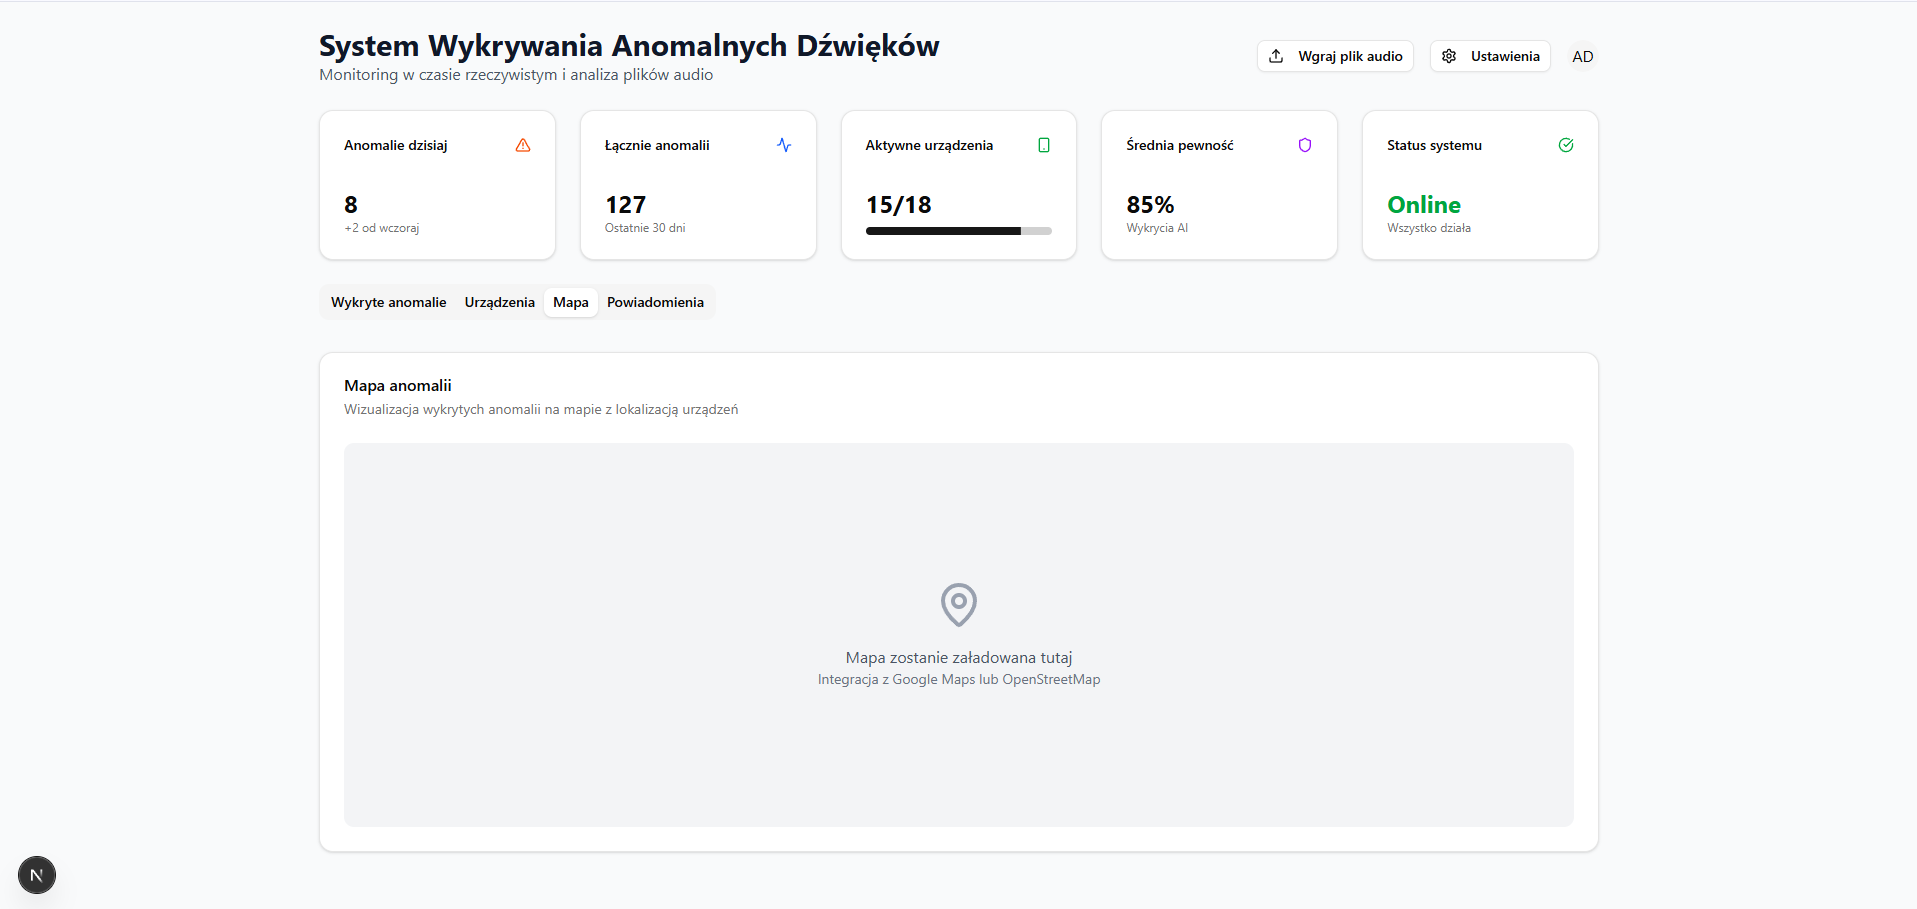 System Wykrywania Anomalnych Dźwięków
Monitoring w czasie rzeczywistym i analiza plików audio
Wgraj plik audio
Ustawienia
AD
Anomalie dzisiaj
8
+2 od wczoraj
Łącznie anomalii
127
Ostatnie 30 dni
Aktywne urządzenia
15/18
Średnia pewność
85%
Wykrycia AI
Status systemu
Online
Wszystko działa
Wykryte anomalie
Urządzenia
Mapa
Powiadomienia
Mapa anomalii
Wizualizacja wykrytych anomalii na mapie z lokalizacją urządzeń
Mapa zostanie załadowana tutaj
Integracja z Google Maps lub OpenStreetMap
N